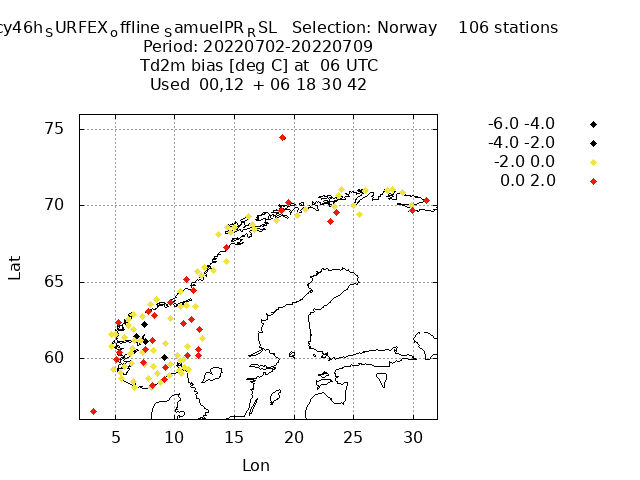 cy46hSURFEXofflineSamuelPRRSL Selection: Norway 106 stations
Period: 20220702-20220709
Td2m bias [deg C] at 06 UTC
Used 00,12 + 06 18 30 42
-6.0 -4.0
-4.0 -2.0
-2.0 0.0
0.0 2.0
75
70
65
60
Lat
5 10 15 20 25 30
Lon